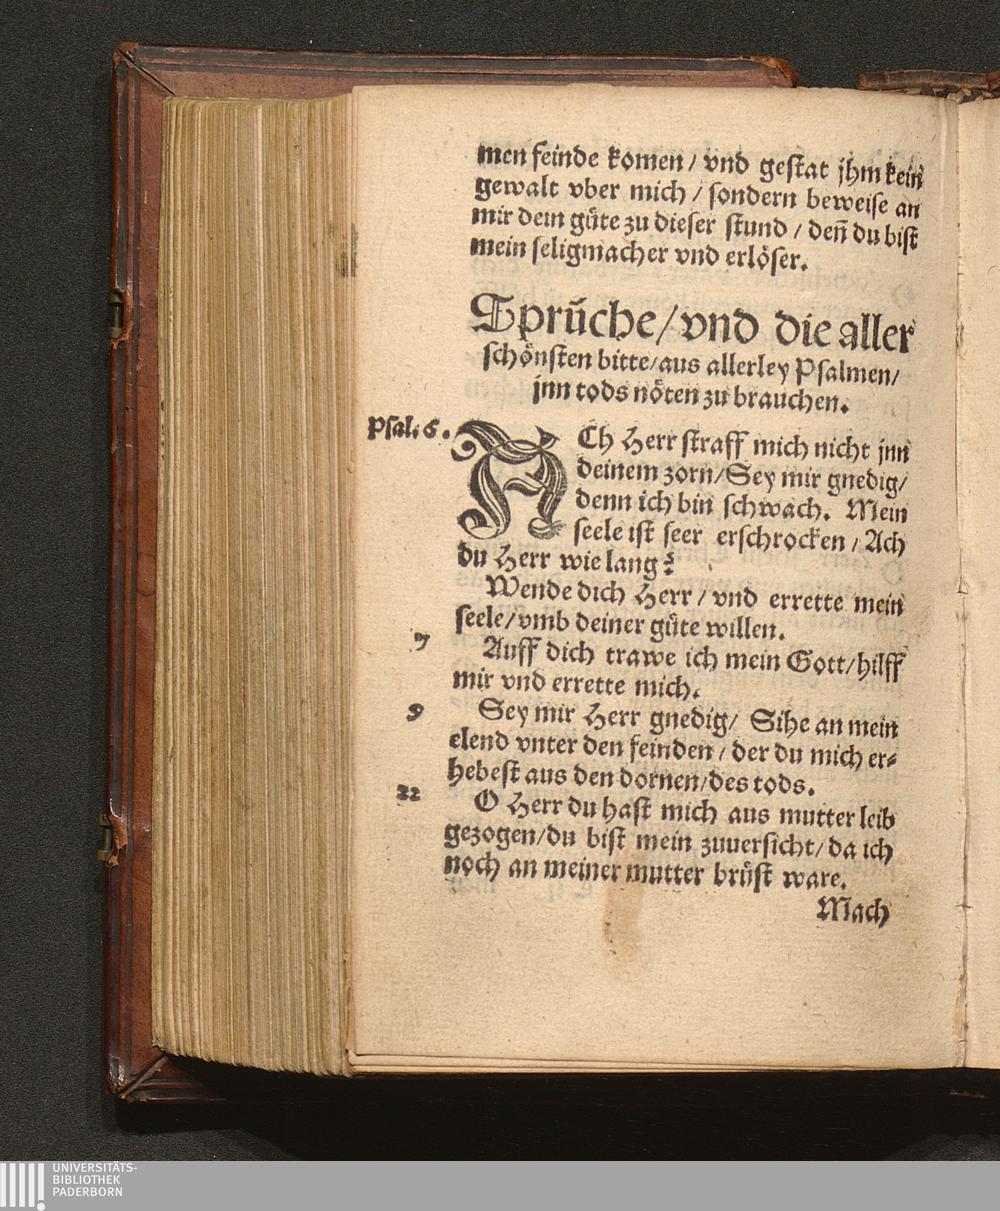 men feinde komen / vnd gestat jhm kein
gewalt vber mich / sondern beweise an
mir dein güte zu dieser stund / deñ du bist
mein seligmacher vnd erlöser.
Sprüche / vnd die aller
schönsten bitte / aus allerley Psalmen /
jnn tods nöten zu brauchen.
Psal. 6.
ACh Herr straff mich nicht jnn
deinem zorn / Sey mir gnedig /
denn ich bin schwach. Mein
seele ist seer erschrocken / Ach
du Herr wie lang?
Wende dich Herr / vnd errette mein
seele / vmb deiner güte willen.
7
Auff dich trawe ich mein Gott / hilff
mir vnd errette mich.
9
Sey mir Herr gnedig / Sihe an mein
elend vnter den feinden / der du mich er-
hebest aus den dornen / des tods.
22
O Herr du hast mich aus mutter leib
gezogen / du bist mein zuuersicht / da ich
noch an meiner mutter brüst ware.
Mach
UNIVERSITÄTS-
BIBLIOTHEK
PADERBORN